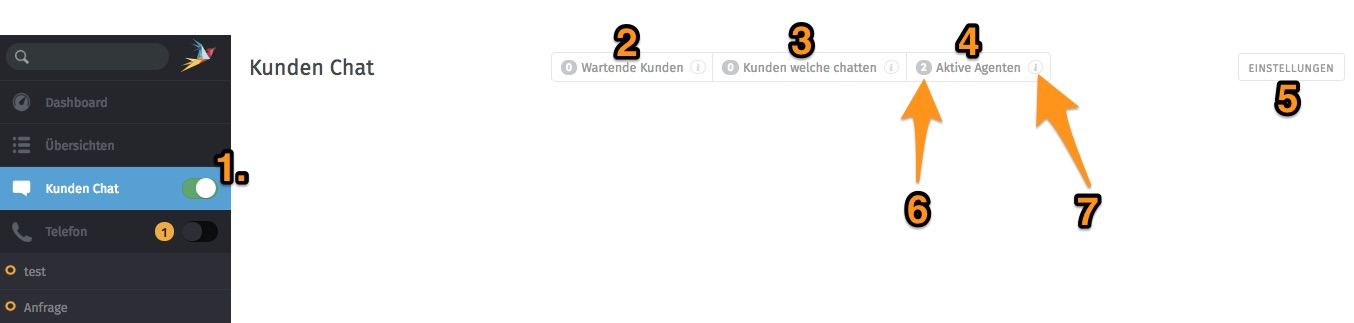 2 3 4
Kunden Chat 0 Wartende Kunden i 0 Kunden welche chatten i 2 Aktive Agenten i EINSTELLUNGEN
5
Dashboard
Übersichten
1.
Kunden Chat
6 7
Telefon 1
test
Anfrage